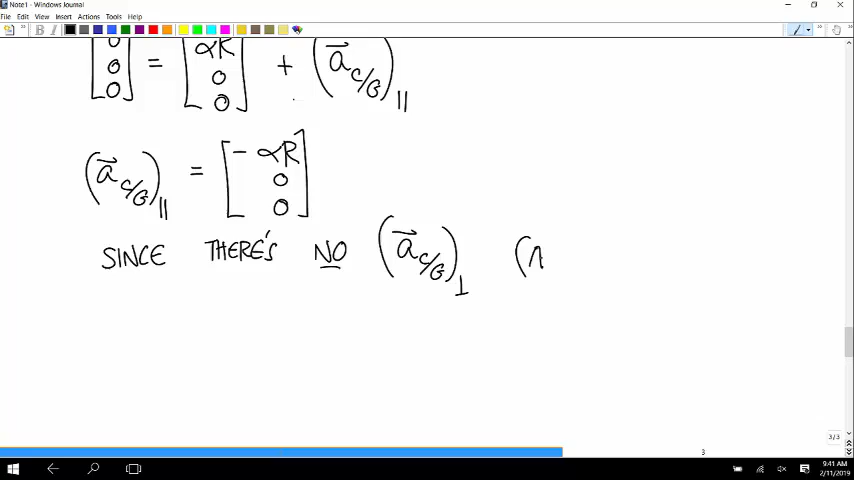 Note1 - Windows Journal
File Edit View Insert Actions Tools Help
B I
[0 0 0] = [αR 0 0] + (a⃗ C/G)∥
(a⃗ C/G)∥ = [-αR 0 0]
SINCE THERE'S NO (a⃗ C/G)⊥ (
3/3
3
9:41 AM
2/11/2019